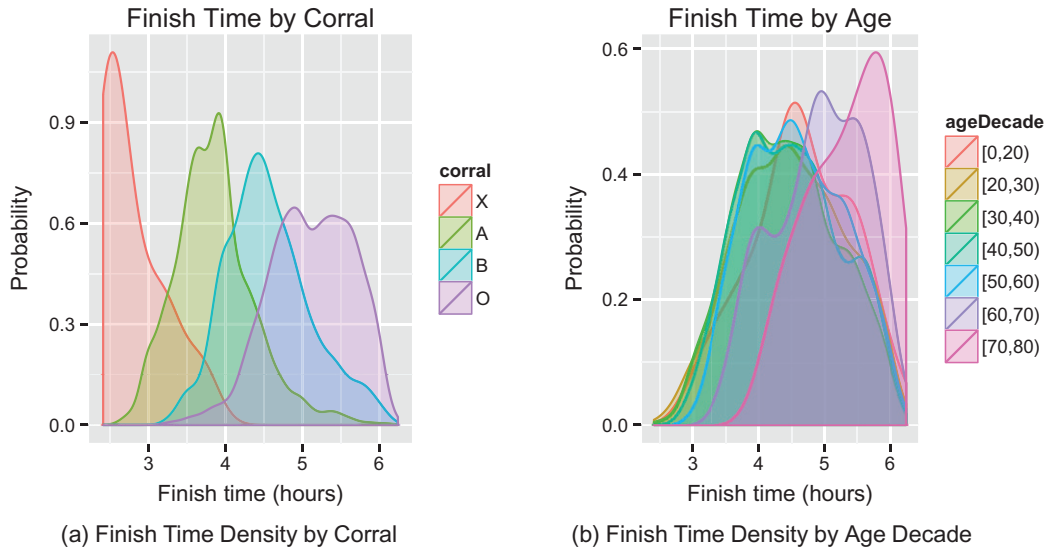 Finish Time by Corral
Probability
0.9
0.6
0.3
0.0
3 4 5 6
Finish time (hours)
corral
X
A
B
O
(a) Finish Time Density by Corral
Finish Time by Age
Probability
0.6
0.4
0.2
0.0
3 4 5 6
Finish time (hours)
ageDecade
[0,20)
[20,30)
[30,40)
[40,50)
[50,60)
[60,70)
[70,80)
(b) Finish Time Density by Age Decade